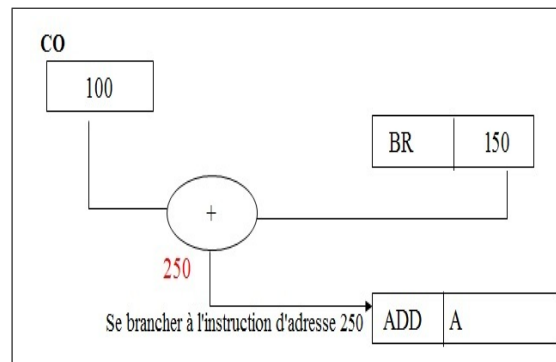 CO
100
BR 150
+
250
Se brancher à l'instruction d'adresse 250
ADD A